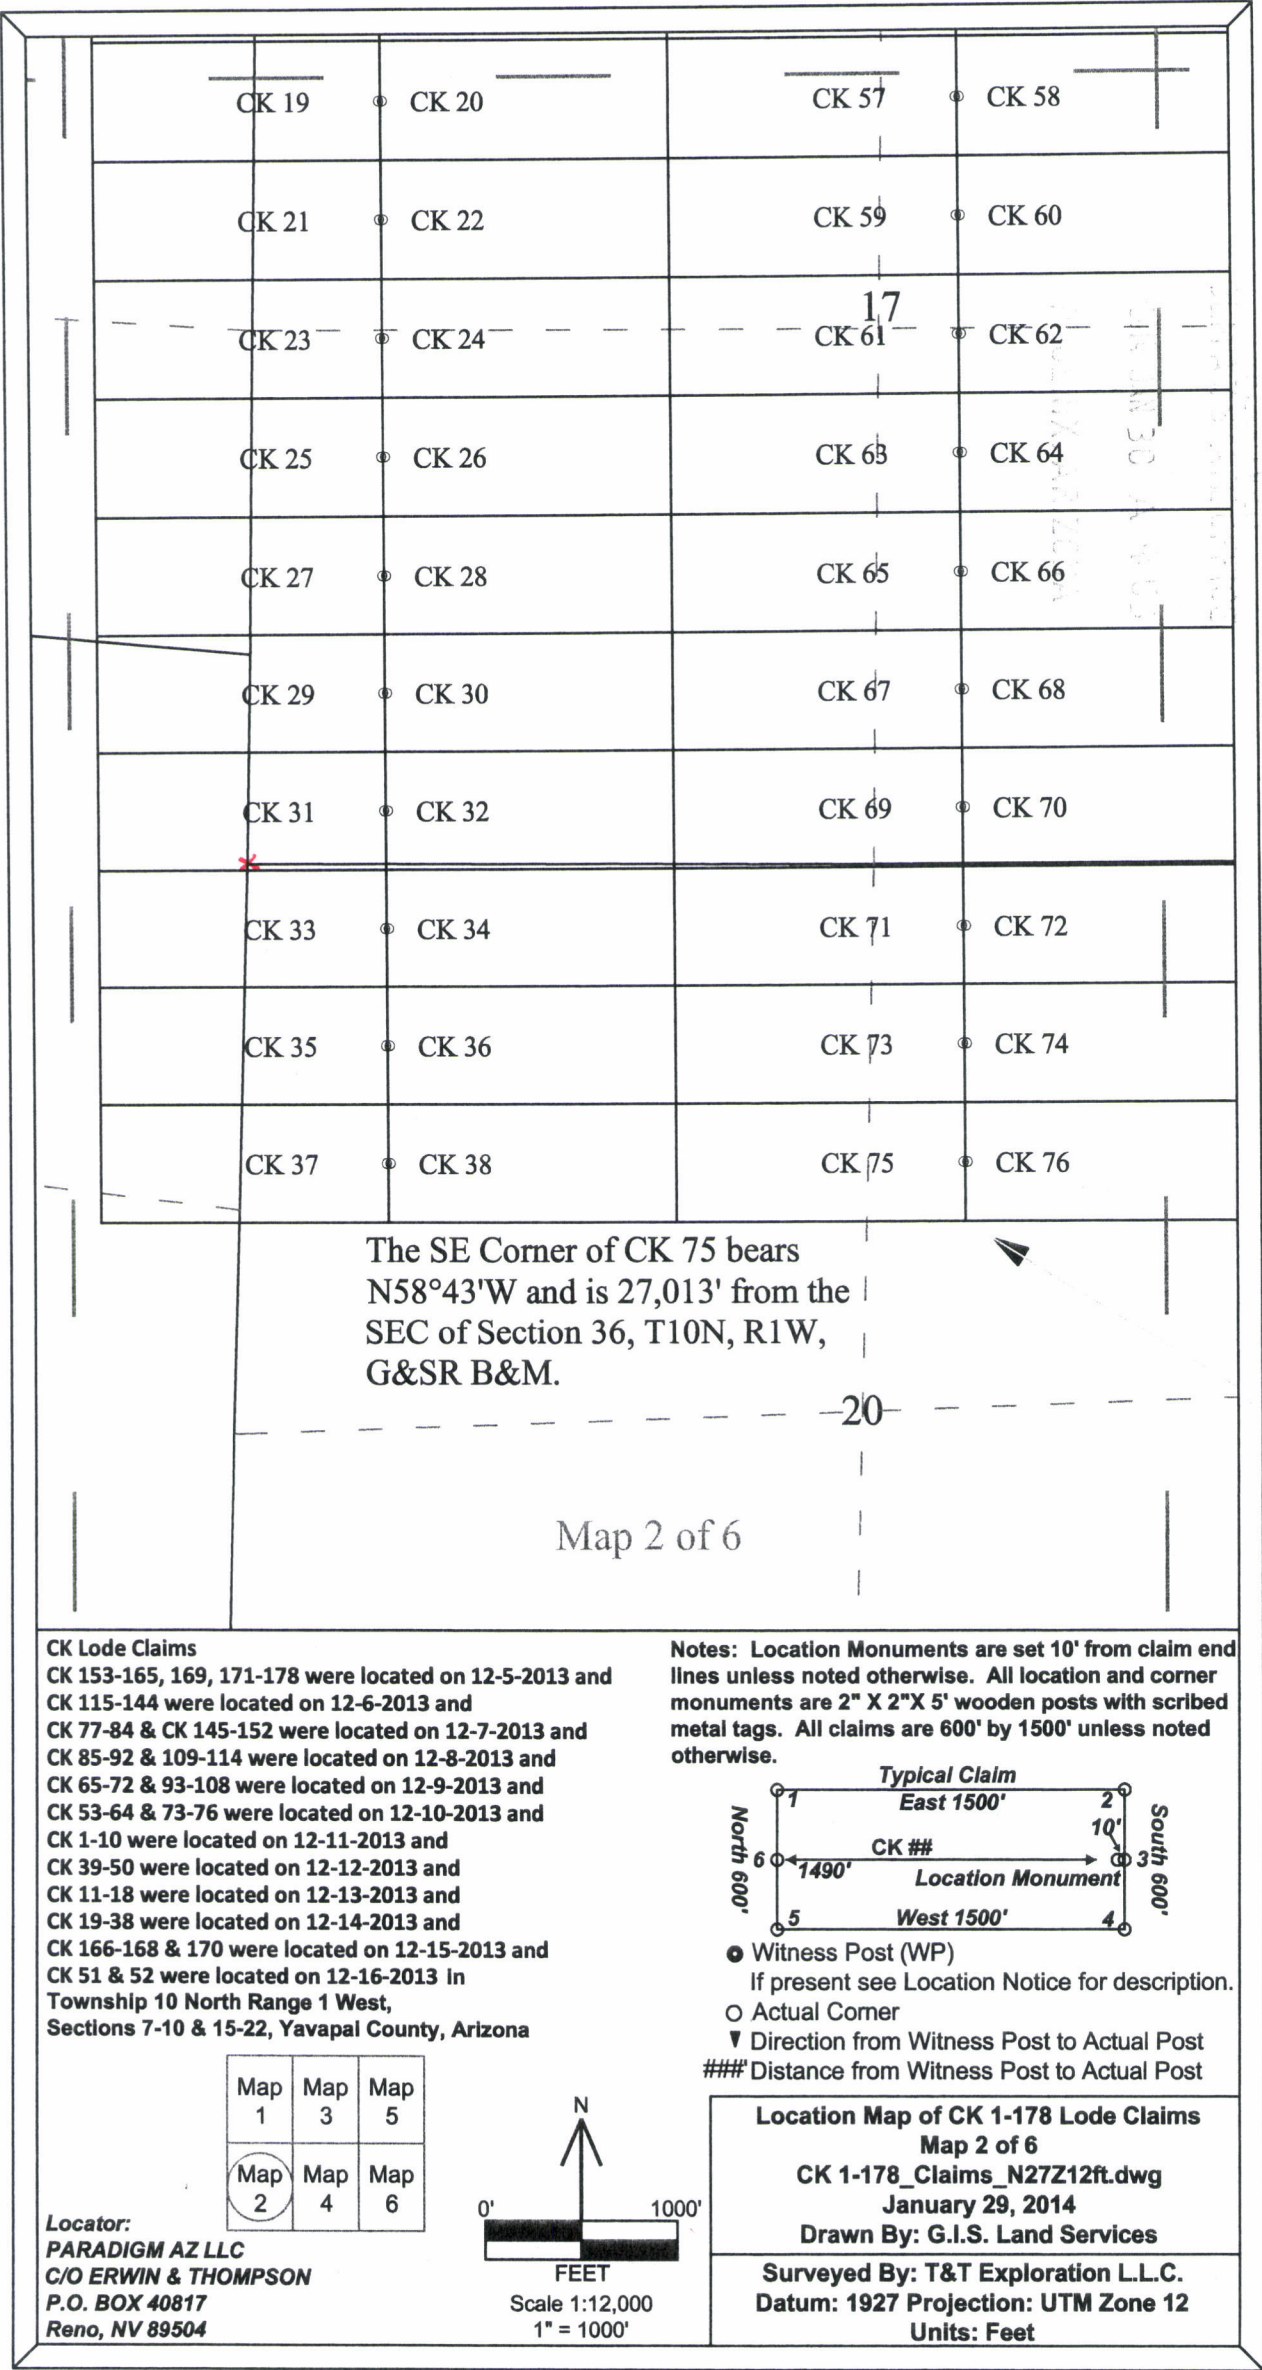 CK 19 CK 20 CK 57 CK 58
CK 21 CK 22 CK 59 CK 60
17
CK 23 CK 24 CK 61 CK 62
CK 25 CK 26 CK 63 CK 64
CK 27 CK 28 CK 65 CK 66
CK 29 CK 30 CK 67 CK 68
CK 31 CK 32 CK 69 CK 70
CK 33 CK 34 CK 71 CK 72
CK 35 CK 36 CK 73 CK 74
CK 37 CK 38 CK 75 CK 76
The SE Corner of CK 75 bears
N58°43'W and is 27,013' from the
SEC of Section 36, T10N, R1W,
G&SR B&M.
20
Map 2 of 6
CK Lode Claims
CK 153-165, 169, 171-178 were located on 12-5-2013 and
CK 115-144 were located on 12-6-2013 and
CK 77-84 & CK 145-152 were located on 12-7-2013 and
CK 85-92 & 109-114 were located on 12-8-2013 and
CK 65-72 & 93-108 were located on 12-9-2013 and
CK 53-64 & 73-76 were located on 12-10-2013 and
CK 1-10 were located on 12-11-2013 and
CK 39-50 were located on 12-12-2013 and
CK 11-18 were located on 12-13-2013 and
CK 19-38 were located on 12-14-2013 and
CK 166-168 & 170 were located on 12-15-2013 and
CK 51 & 52 were located on 12-16-2013 in
Township 10 North Range 1 West,
Sections 7-10 & 15-22, Yavapai County, Arizona
Notes: Location Monuments are set 10' from claim end
lines unless noted otherwise. All location and corner
monuments are 2" X 2"X 5' wooden posts with scribed
metal tags. All claims are 600' by 1500' unless noted
otherwise.
Typical Claim
1 East 1500' 2
North 600'
South 600'
10'
CK ##
6 1490' 3
Location Monument
5 West 1500' 4
Witness Post (WP)
If present see Location Notice for description.
Actual Corner
Direction from Witness Post to Actual Post
###' Distance from Witness Post to Actual Post
Map 1 Map 3 Map 5
Map 2 Map 4 Map 6
Locator:
PARADIGM AZ LLC
C/O ERWIN & THOMPSON
P.O. BOX 40817
Reno, NV 89504
N
0' 1000'
FEET
Scale 1:12,000
1" = 1000'
Location Map of CK 1-178 Lode Claims
Map 2 of 6
CK 1-178_Claims_N27Z12ft.dwg
January 29, 2014
Drawn By: G.I.S. Land Services
Surveyed By: T&T Exploration L.L.C.
Datum: 1927 Projection: UTM Zone 12
Units: Feet